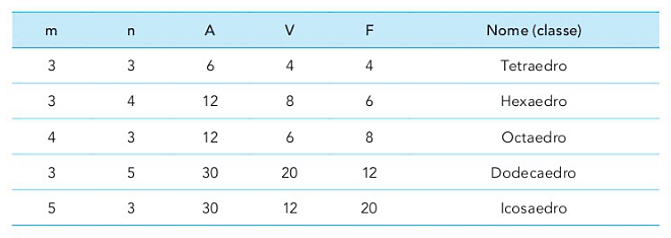 m n A V F Nome (classe)
3 3 6 4 4 Tetraedro
3 4 12 8 6 Hexaedro
4 3 12 6 8 Octaedro
3 5 30 20 12 Dodecaedro
5 3 30 12 20 Icosaedro